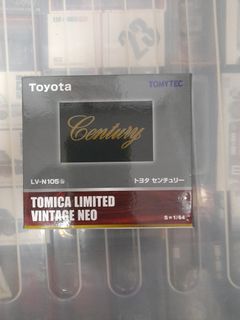 Toyota
TOMYTEC
Century
LV-N105
トヨタ センチュリー
TOMICA LIMITED
VINTAGE NEO
S=1/64